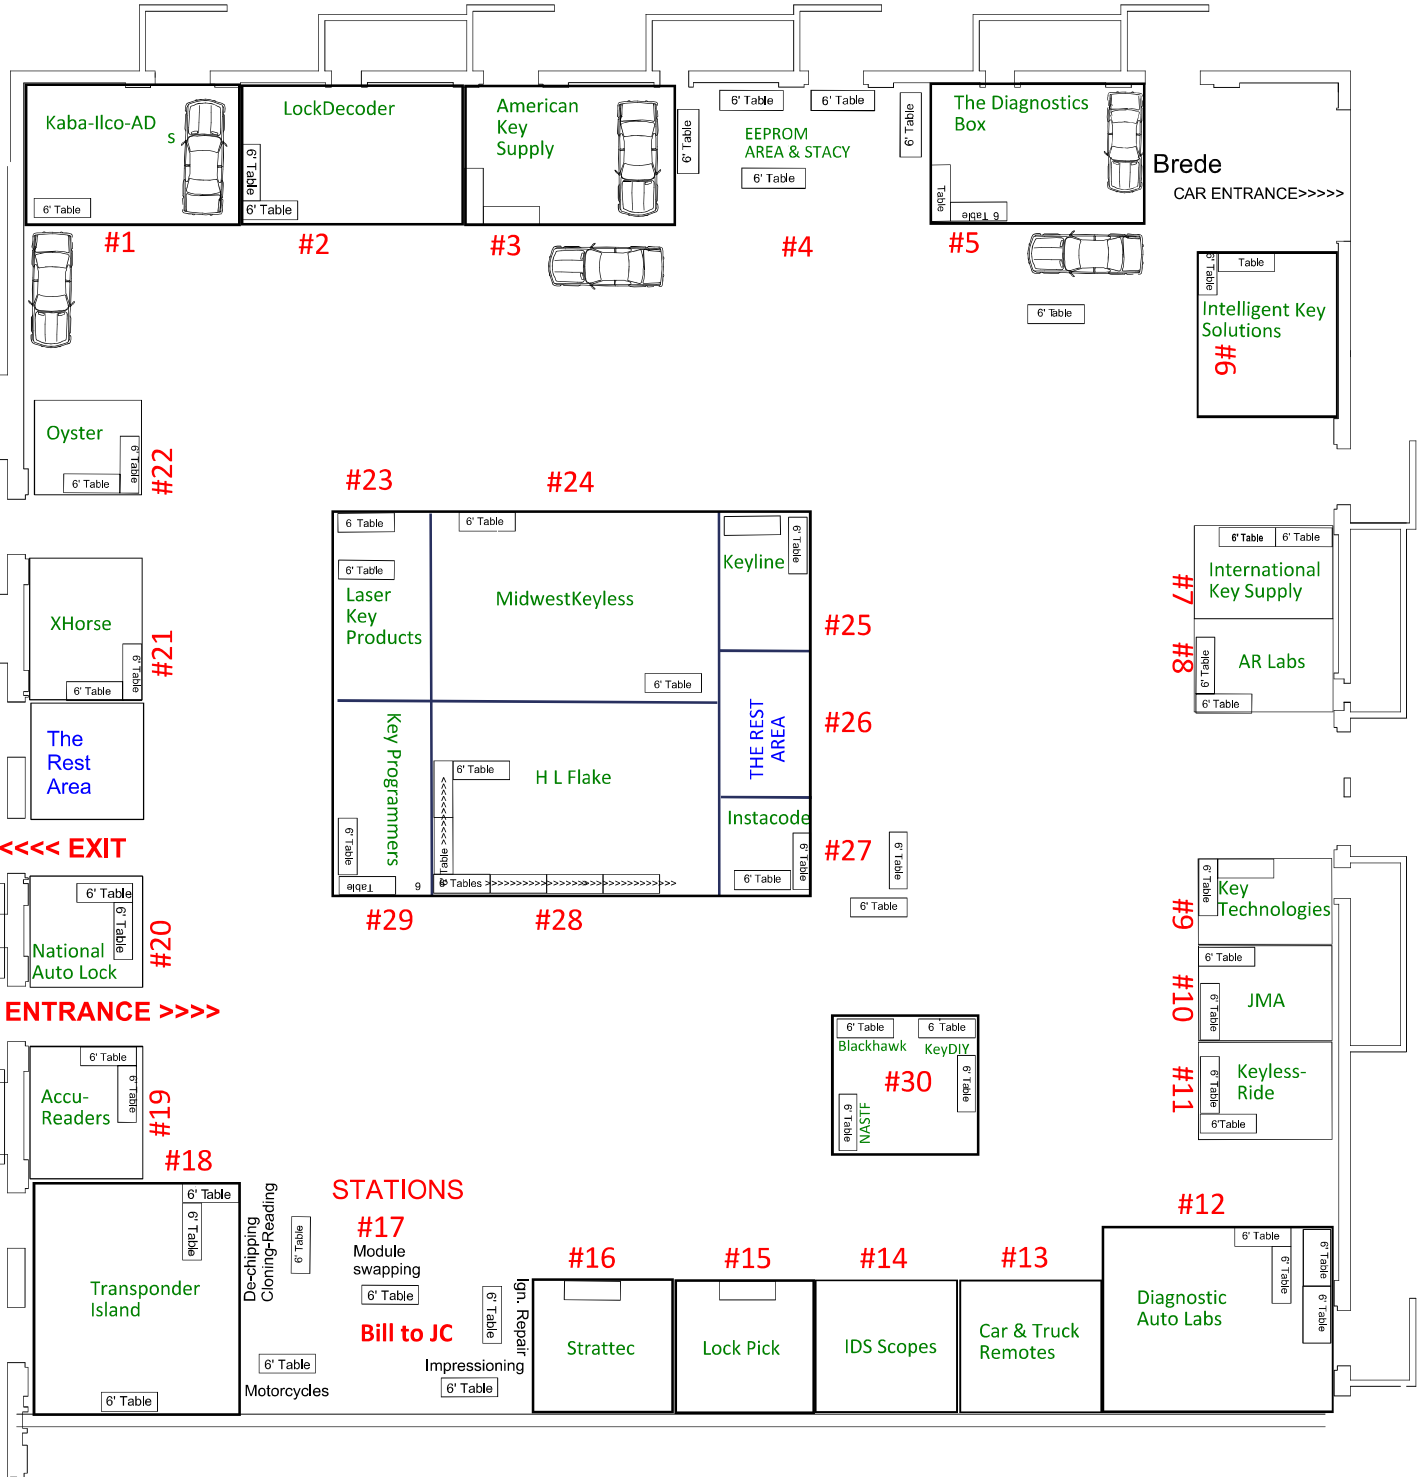 Kaba-Ilco-AD
s
6' Table
#1
LockDecoder
6' Table
6' Table
#2
American
Key
Supply
#3
6' Table
6' Table
6' Table
EEPROM
AREA & STACY
6' Table
6' Table
#4
The Diagnostics
Box
Table
6' Table
#5
6' Table
Brede
CAR ENTRANCE>>>>>
6' Table
Table
Intelligent Key
Solutions
#6
Oyster
6' Table
6' Table
#22
#23
#24
6' Table
6' Table
International
Key Supply
#7
AR Labs
6' Table
6' Table
#8
XHorse
6' Table
6' Table
#21
The
Rest
Area
6 Table
6' Table
Laser
Key
Products
6' Table
MidwestKeyless
6' Table
Keyline
6' Table
#25
THE REST
AREA
#26
Key Programmers
6' Table
Table
6
#29
6' Table
H L Flake
6' Table >>>>>>>>>>>>
6' Tables >>>>>>>>>>>>>>>>>>>>>>>>>>>>>
#28
Instacode
6' Table
6' Table
#27
6' Table
6' Table
<<<< EXIT
6' Table
6' Table
National
Auto Lock
#20
ENTRANCE >>>>
6' Table
Key
Technologies
#9
6' Table
6' Table
JMA
#10
6' Table
Keyless-
Ride
6'Table
#11
6' Table
6 Table
Blackhawk
KeyDIY
#30
6' Table
6' Table
NASTF
6' Table
6' Table
Accu-
Readers
#19
#18
6' Table
6' Table
Transponder
Island
6' Table
De-chipping
Cloning-Reading
6' Table
STATIONS
#17
Module
swapping
6' Table
Bill to JC
6' Table
Ign. Repair
Impressioning
6' Table
6' Table
Motorcycles
#16
Strattec
#15
Lock Pick
#14
IDS Scopes
#13
Car & Truck
Remotes
#12
6' Table
6' Table
6' Table
6' Table
Diagnostic
Auto Labs